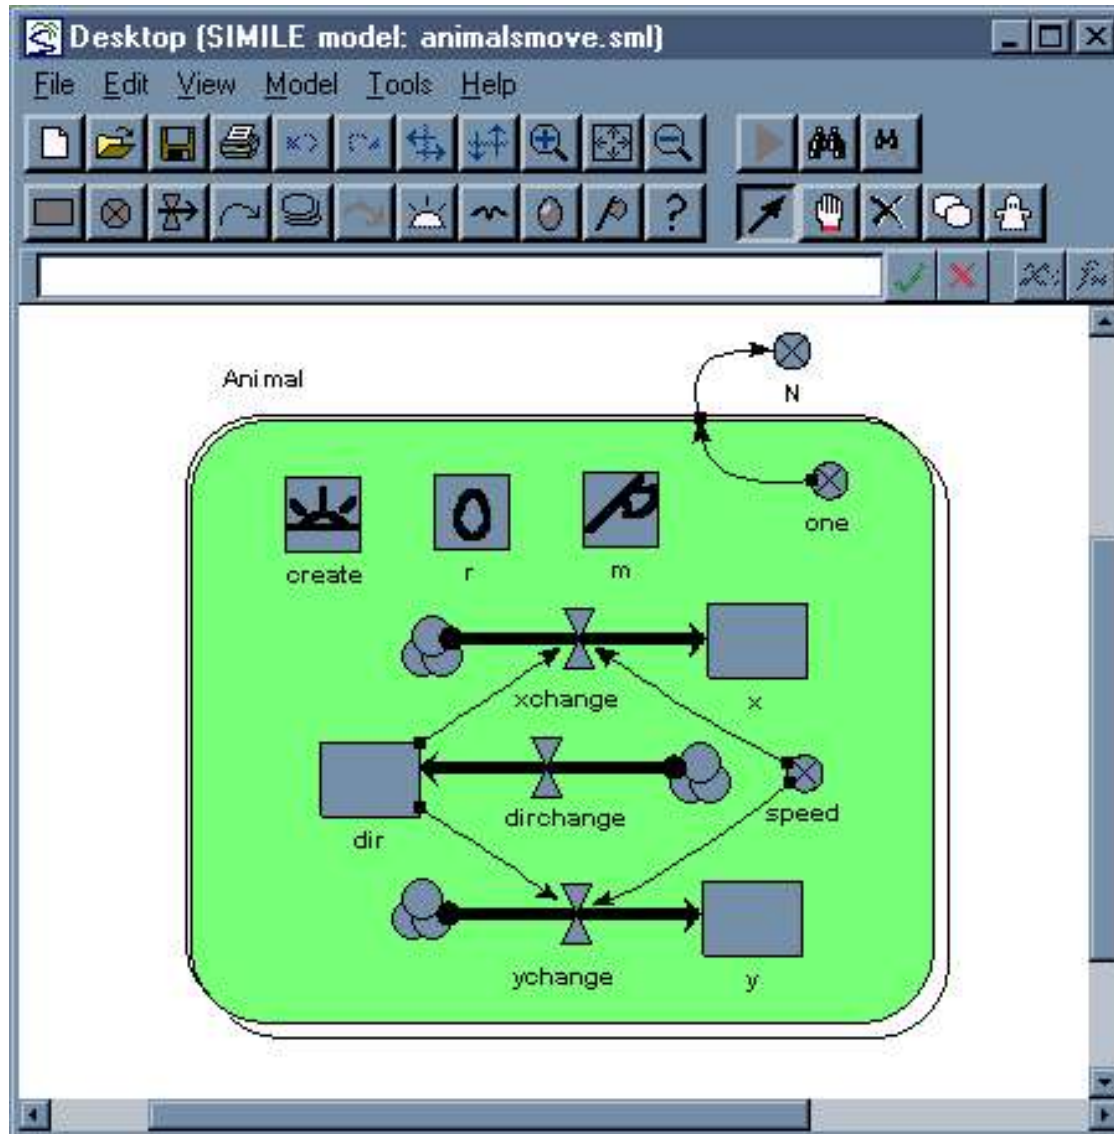 Desktop (SIMILE model: animalsmove.sml)
File Edit View Model Tools Help
?
Animal
N
one
create r m
xchange x
dirchange speed
dir
ychange y